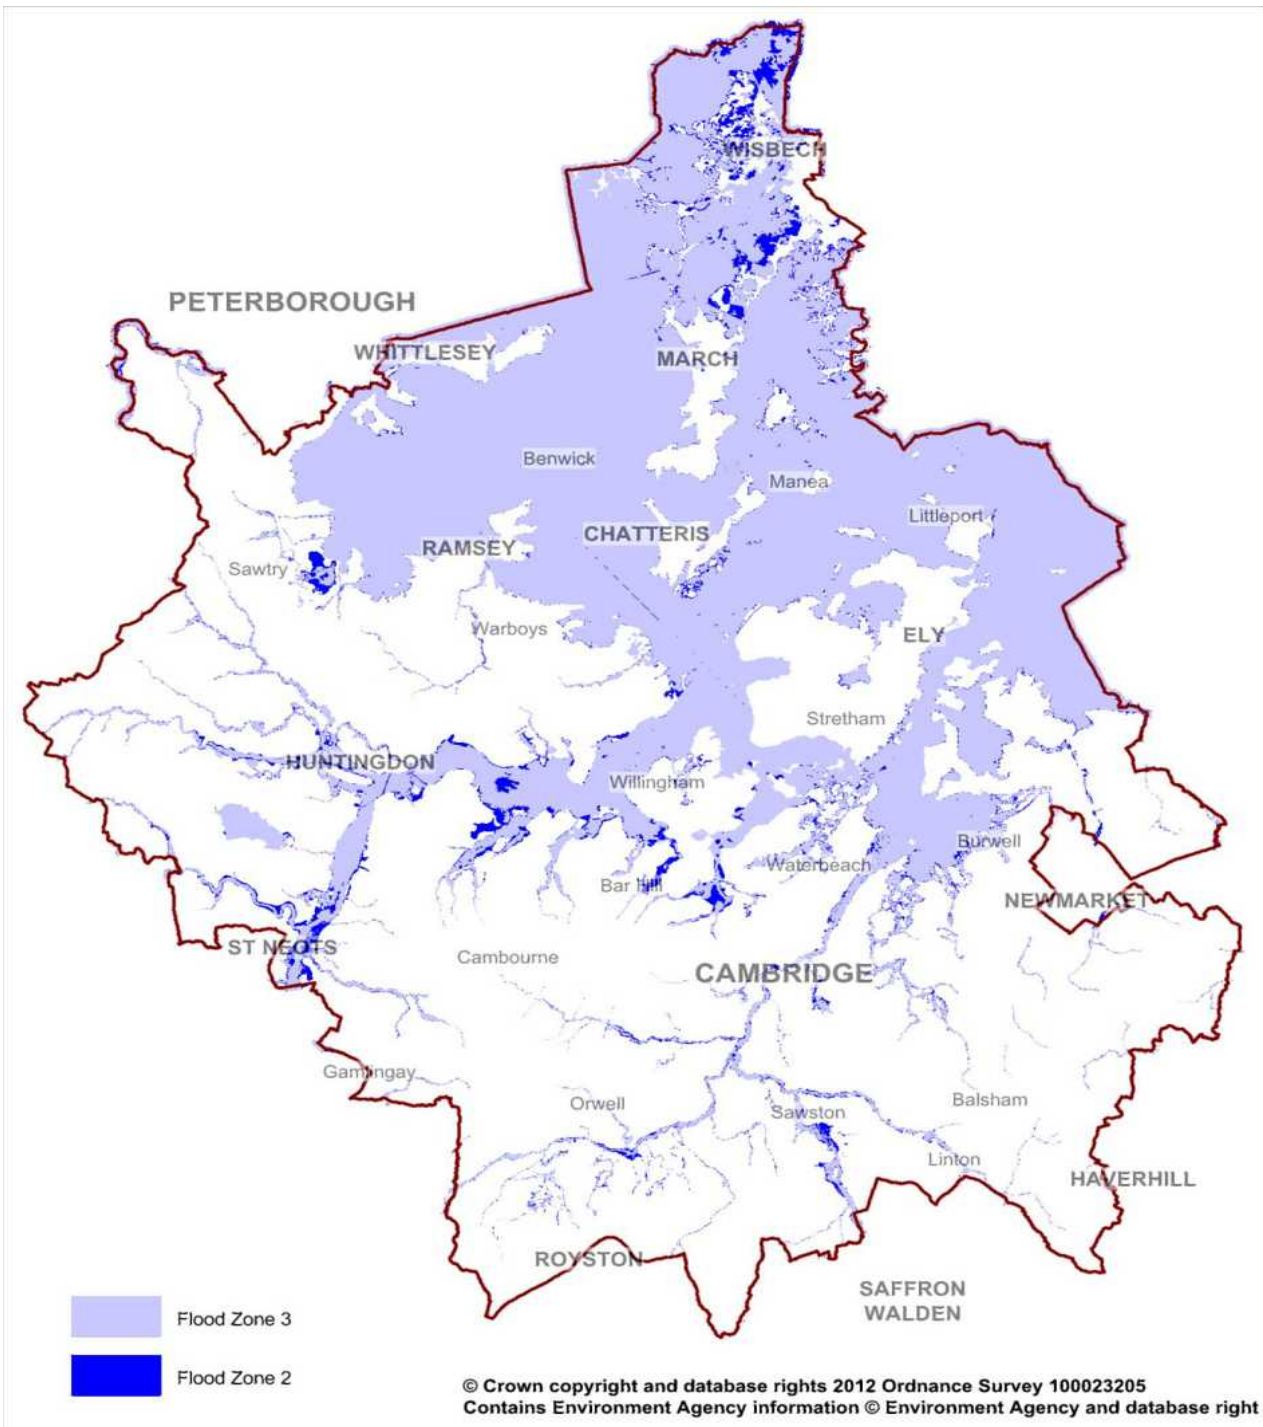 WISBECH
PETERBOROUGH
WHITTLESEY
MARCH
Benwick
Manea
Littleport
CHATTERIS
RAMSEY
Sawtry
Warboys
ELY
Stretham
HUNTINGDON
Willingham
Burwell
Waterbeach
Bar Hill
NEWMARKET
ST NEOTS
Cambourne
CAMBRIDGE
Gamlingay
Orwell
Sawston
Balsham
Linton
HAVERHILL
ROYSTON
SAFFRON
WALDEN
Flood Zone 3
Flood Zone 2
© Crown copyright and database rights 2012 Ordnance Survey 100023205
Contains Environment Agency information © Environment Agency and database right